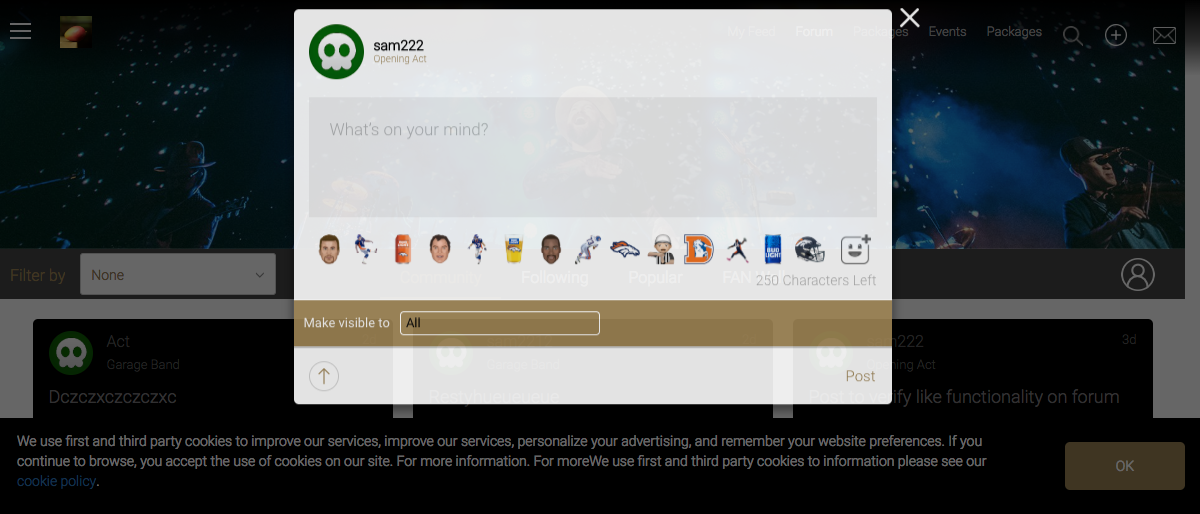 sam222
Opening Act
My Feed Forum Packages Events Packages
What's on your mind?
BUD LIGHT
Filter by None
Community Following Popular
250 Characters Left
Make visible to All
Post
Act
Garage Band
Dczczxczczczxc
Opening Act
3d
Post to verify like functionality on forum
We use first and third party cookies to improve our services, improve our services, personalize your advertising, and remember your website preferences. If you
continue to browse, you accept the use of cookies on our site. For more information. For moreWe use first and third party cookies to information please see our
cookie policy.
OK